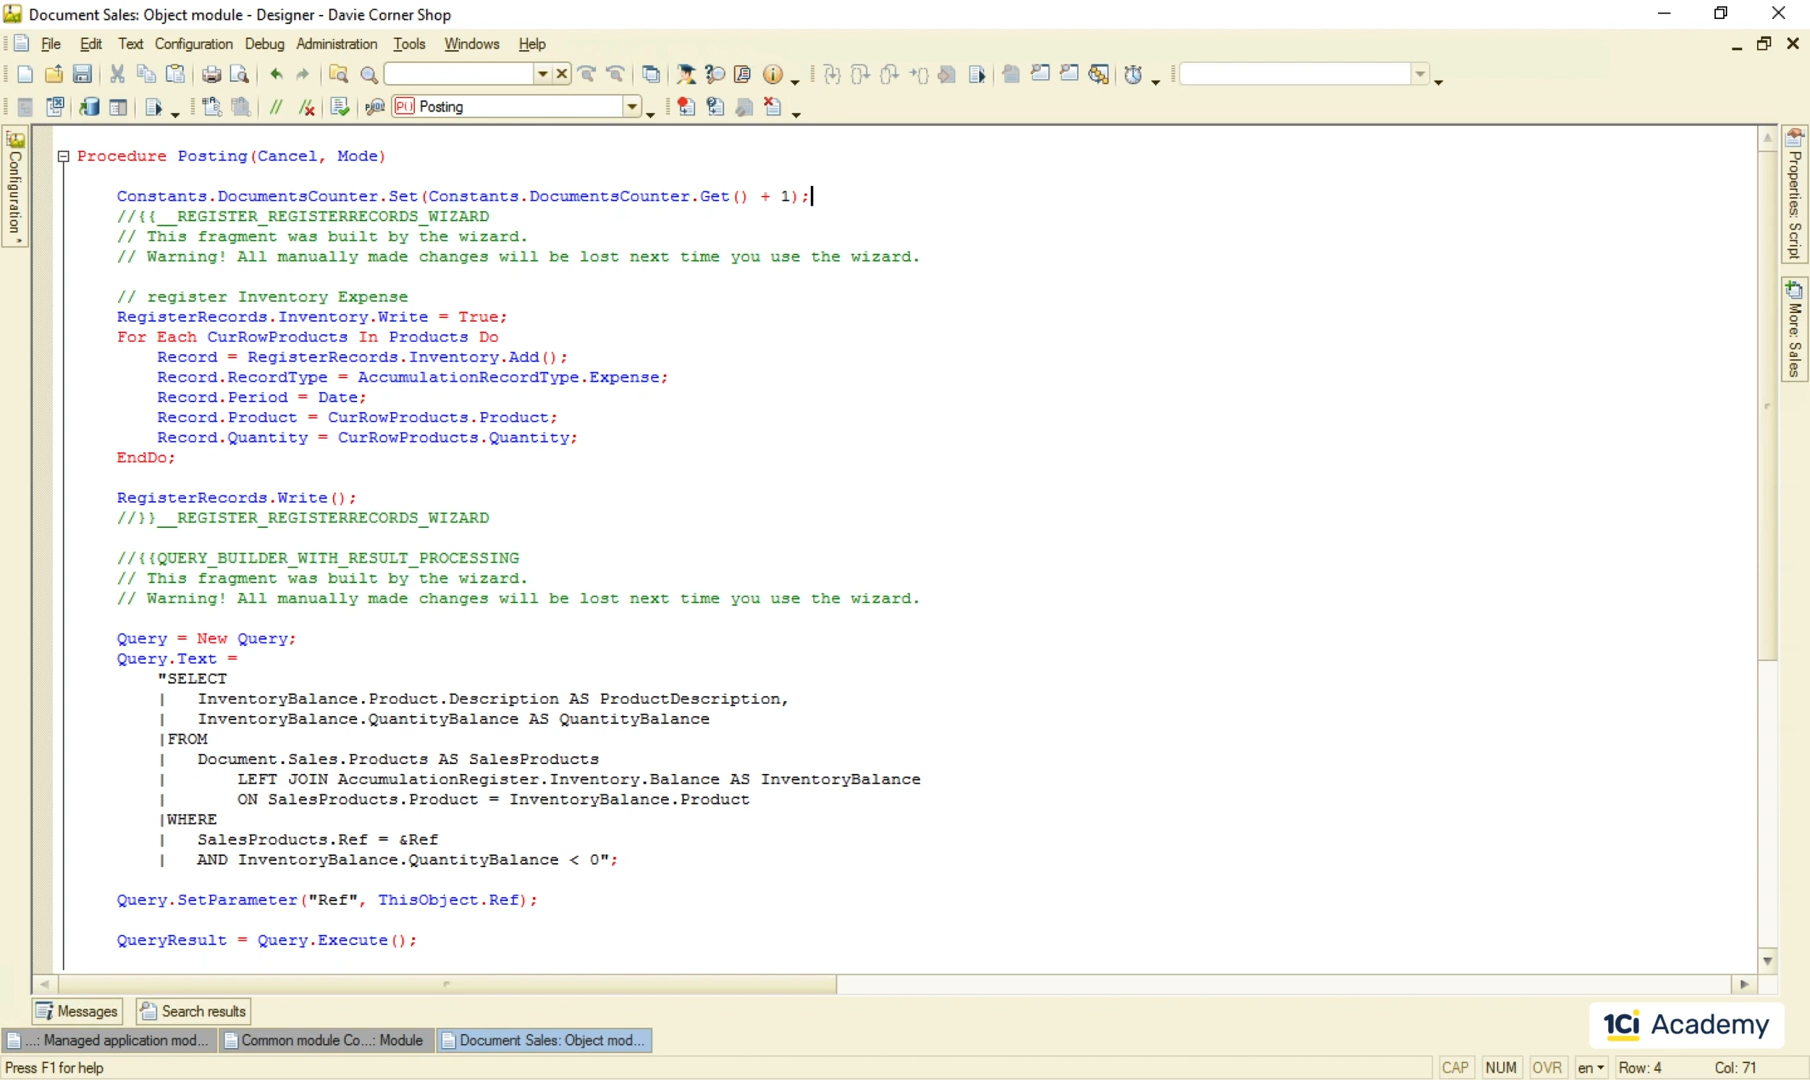 Document Sales: Object module - Designer - Davie Corner Shop
File Edit Text Configuration Debug Administration Tools Windows Help
Posting
Configuration
Properties: Script
More: Sales
Procedure Posting(Cancel, Mode)
Constants.DocumentsCounter.Set(Constants.DocumentsCounter.Get() + 1);
//{{__REGISTER_REGISTERRECORDS_WIZARD
// This fragment was built by the wizard.
// Warning! All manually made changes will be lost next time you use the wizard.
// register Inventory Expense
RegisterRecords.Inventory.Write = True;
For Each CurRowProducts In Products Do
Record = RegisterRecords.Inventory.Add();
Record.RecordType = AccumulationRecordType.Expense;
Record.Period = Date;
Record.Product = CurRowProducts.Product;
Record.Quantity = CurRowProducts.Quantity;
EndDo;
RegisterRecords.Write();
//}}__REGISTER_REGISTERRECORDS_WIZARD
//{{QUERY_BUILDER_WITH_RESULT_PROCESSING
// This fragment was built by the wizard.
// Warning! All manually made changes will be lost next time you use the wizard.
Query = New Query;
Query.Text =
"SELECT
| InventoryBalance.Product.Description AS ProductDescription,
| InventoryBalance.QuantityBalance AS QuantityBalance
|FROM
| Document.Sales.Products AS SalesProducts
| LEFT JOIN AccumulationRegister.Inventory.Balance AS InventoryBalance
| ON SalesProducts.Product = InventoryBalance.Product
|WHERE
| SalesProducts.Ref = &Ref
| AND InventoryBalance.QuantityBalance < 0";
Query.SetParameter("Ref", ThisObject.Ref);
QueryResult = Query.Execute();
Messages Search results
1Ci Academy
...: Managed application mod... Common module Co...: Module Document Sales: Object mod...
Press F1 for help CAP NUM OVR en Row: 4 Col: 71